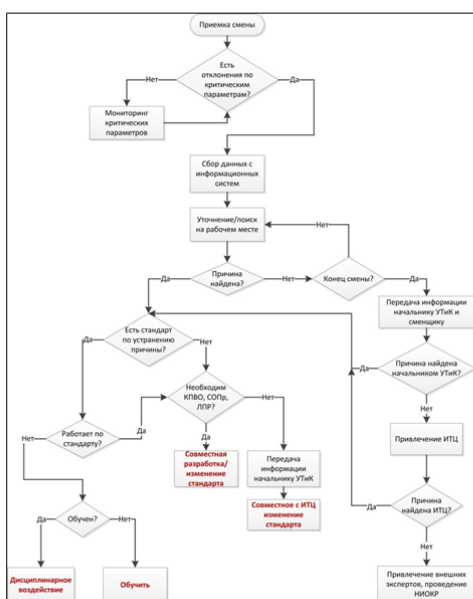 Приемка смены
Есть
отклонения по
критическим
параметрам?
Нет
Да
Мониторинг
критических
параметров
Сбор данных с
информационных
систем
Уточнение/поиск
на рабочем месте
Нет
Причина
найдена?
Да
Нет
Конец смены?
Да
Передача информации
начальнику УТиК и
сменщику
Есть стандарт
по устранению
причины?
Да
Нет
Причина найдена
начальником УТиК?
Да
Нет
Необходим
КПВО, СОПр,
ЛПР?
Нет
Да
Работает по
стандарту?
Нет
Да
Привлечение ИТЦ
Совместная
разработка/
изменение
стандарта
Передача
информации
начальнику УТиК
Совместное с ИТЦ
изменение
стандарта
Причина
найдена ИТЦ?
Да
Нет
Обучен?
Да
Нет
Дисциплинарное
воздействие
Обучить
Привлечение внешних
экспертов, проведение
НИОКР